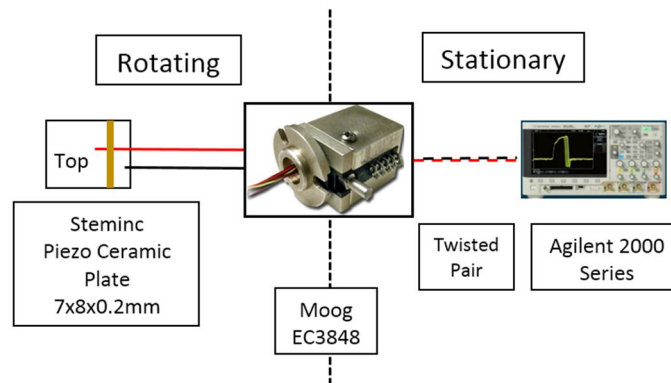 Rotating
Stationary
Top
Steminc
Piezo Ceramic
Plate
7x8x0.2mm
Moog
EC3848
Twisted
Pair
Agilent 2000
Series